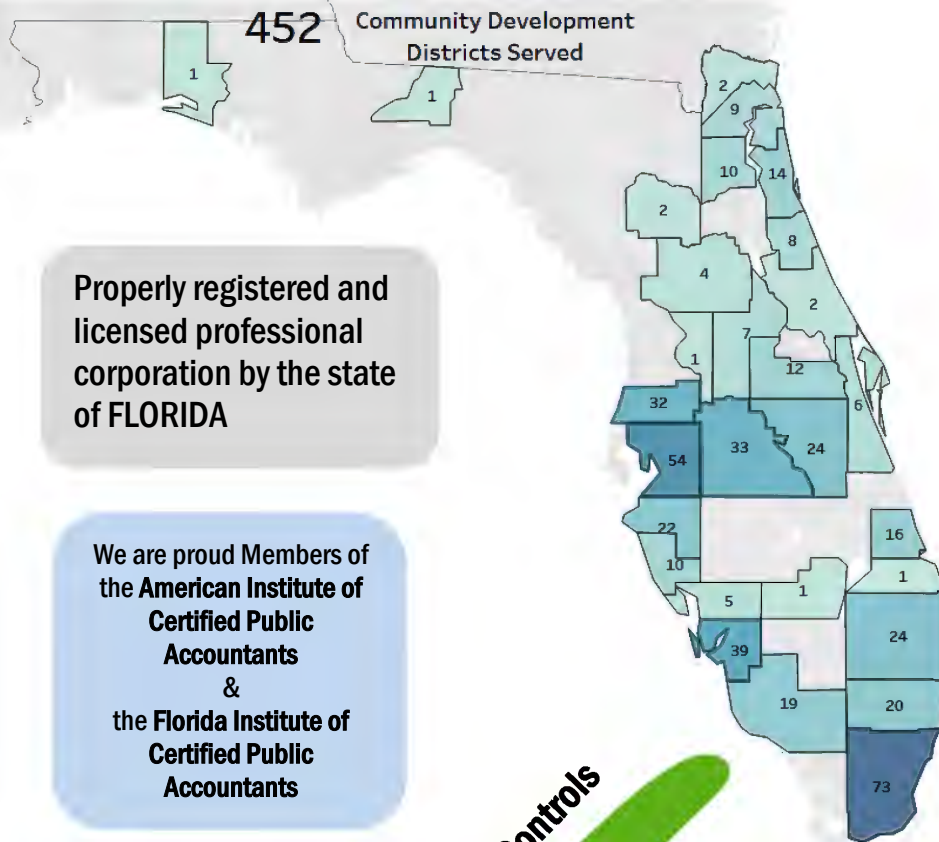 452
Community Development
Districts Served
1
1
2
9
10
14
2
8
4
2
7
1
12
32
6
33
24
54
22
16
10
1
1
5
24
39
19
20
73
Properly registered and
licensed professional
corporation by the state
of FLORIDA
We are proud Members of
the American Institute of
Certified Public
Accountants
&
the Florida Institute of
Certified Public
Accountants